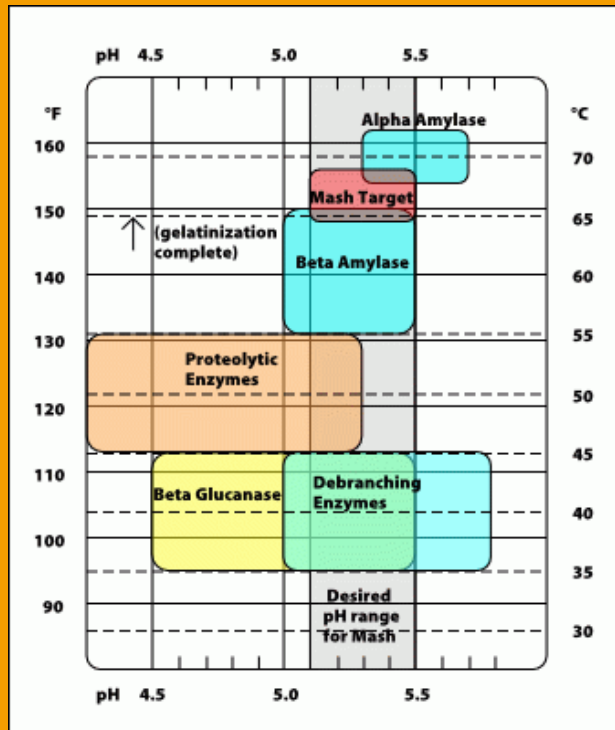 pH 4.5 5.0 5.5
°F °C
Alpha Amylase
160
70
Mash Target
150
65
(gelatinization
complete)
Beta Amylase
140
60
130
55
Proteolytic
Enzymes
120
50
110
45
Beta Glucanase
Debranching
Enzymes
40
100
35
90
Desired
pH range
for Mash
30
pH 4.5 5.0 5.5